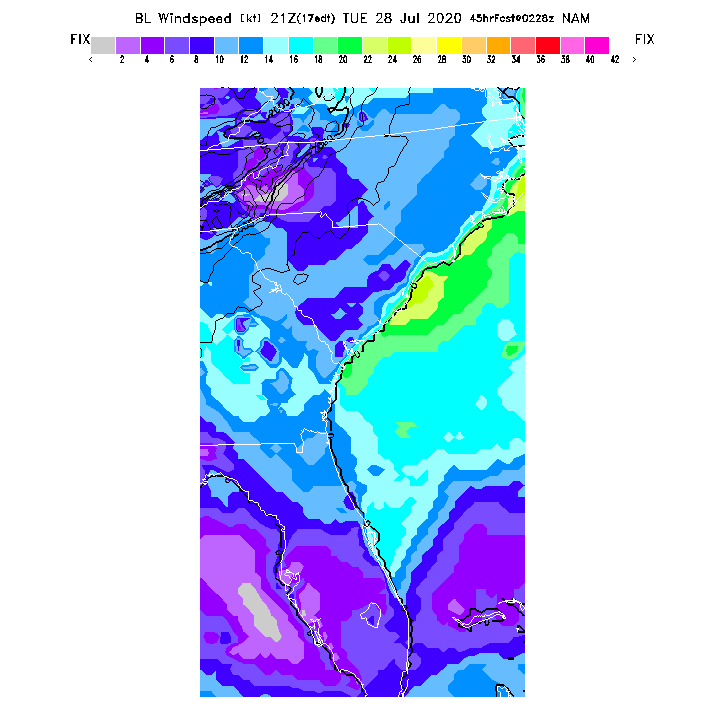 BL Windspeed [kt] 21Z(17edt) TUE 28 Jul 2020 45hrFcst@0228z NAM
FIX FIX
< 2 4 6 8 10 12 14 16 18 20 22 24 26 28 30 32 34 36 38 40 42 >